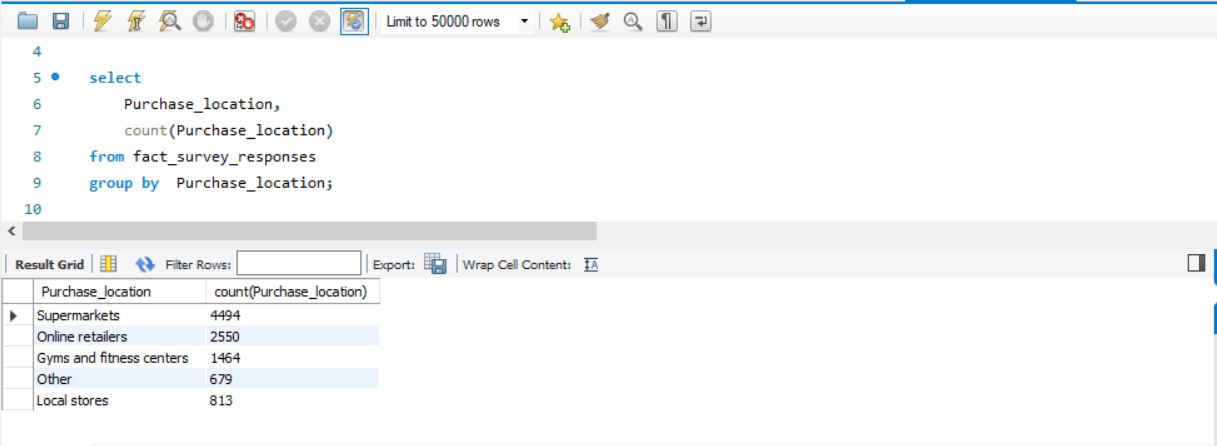 Limit to 50000 rows
4
5 select
6 Purchase_location,
7 count(Purchase_location)
8 from fact_survey_responses
9 group by  Purchase_location;
10
Result Grid Filter Rows: Export: Wrap Cell Content: IA
Purchase_location count(Purchase_location)
Supermarkets 4494
Online retailers 2550
Gyms and fitness centers 1464
Other 679
Local stores 813